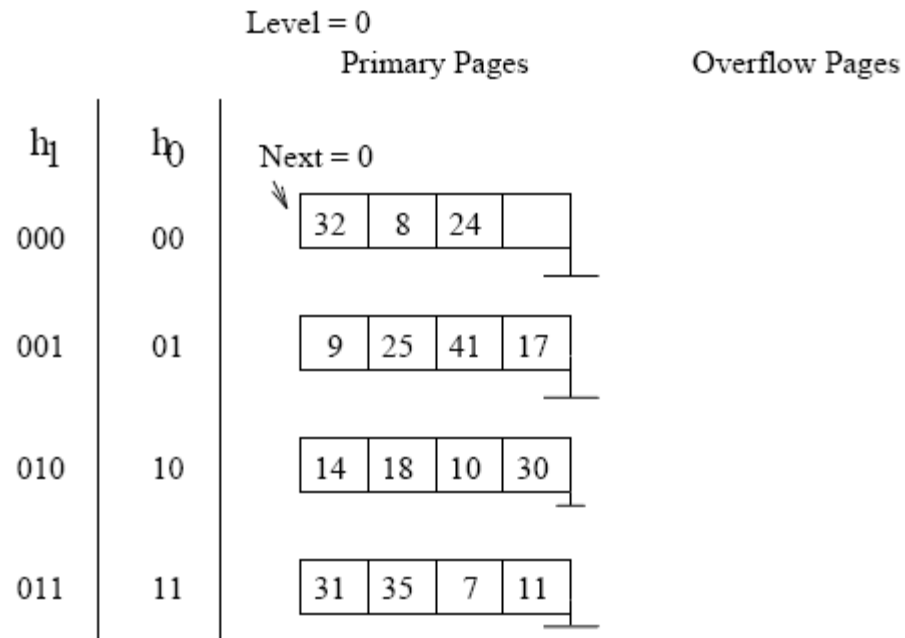 Level = 0
Primary Pages Overflow Pages
h1 h0 Next = 0
000 00 32 8 24
001 01 9 25 41 17
010 10 14 18 10 30
011 11 31 35 7 11